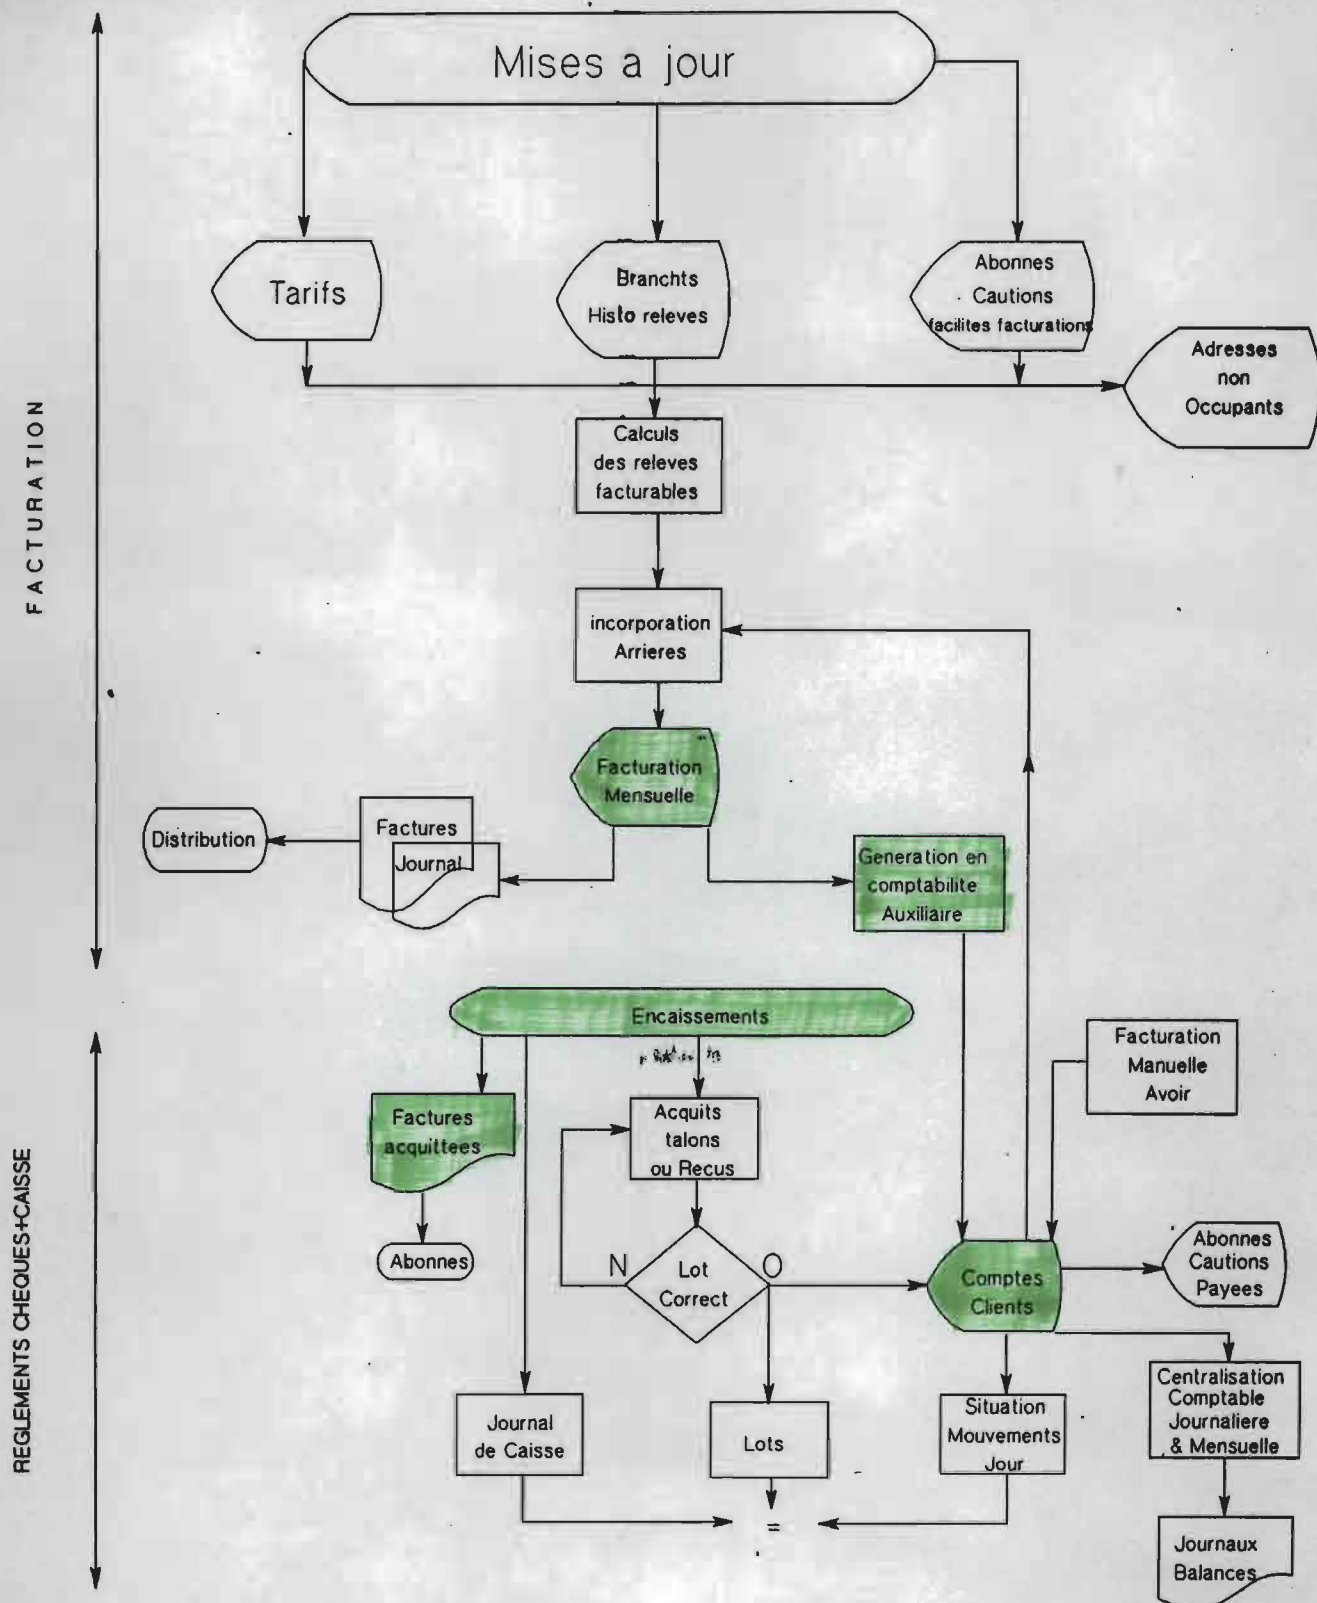 Mises a jour
Tarifs
Branchts
Histo releves
Abonnes
Cautions
facilites facturations
Adresses
non
Occupants
FACTURATION
Calculs
des releves
facturables
incorporation
Arrieres
Facturation
Mensuelle
Distribution
Factures
Journal
Generation en
comptabilite
Auxiliaire
Encaissements
Facturation
Manuelle
Avoir
Factures
acquittees
Acquits
talons
ou Recus
REGLEMENTS CHEQUES+CAISSE
Abonnes
N
O
Lot
Correct
Comptes
Clients
Abonnes
Cautions
Payees
Journal
de Caisse
Lots
Situation
Mouvements
Jour
Centralisation
Comptable
Journaliere
& Mensuelle
=
Journaux
Balances